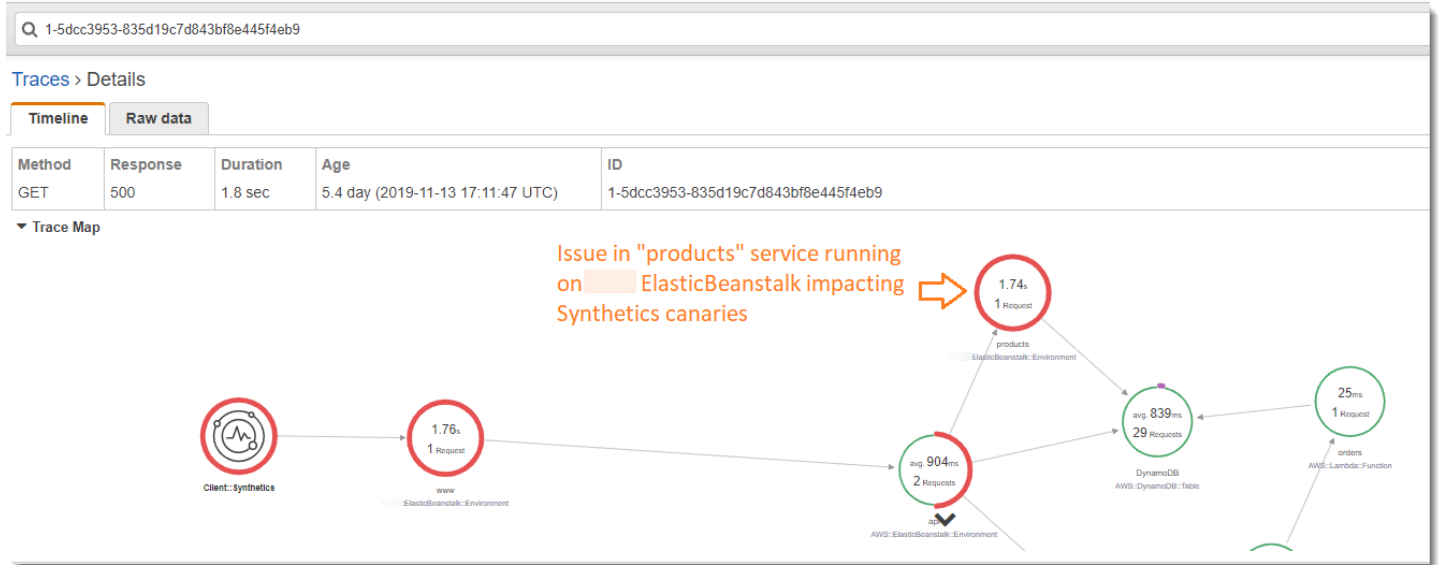 1-5dcc3953-835d19c7d843bf8e445f4eb9
Traces › Details
Timeline Raw data
Method Response Duration Age ID
GET 500 1.8 sec 5.4 day (2019-11-13 17:11:47 UTC) 1-5dcc3953-835d19c7d843bf8e445f4eb9
Trace Map
Issue in "products" service running
on ElasticBeanstalk impacting
Synthetics canaries
1.74s
1 Request
products
ElasticBeanstalk::Environment
Client::Synthetics
1.76s
1 Request
www
ElasticBeanstalk::Environment
avg. 904ms
2 Requests
AWS::ElasticBeanstalk::Environment
avg. 839ms
29 Requests
DynamoDB
AWS::DynamoDB::Table
25ms
1 Request
orders
AWS::Lambda::Function